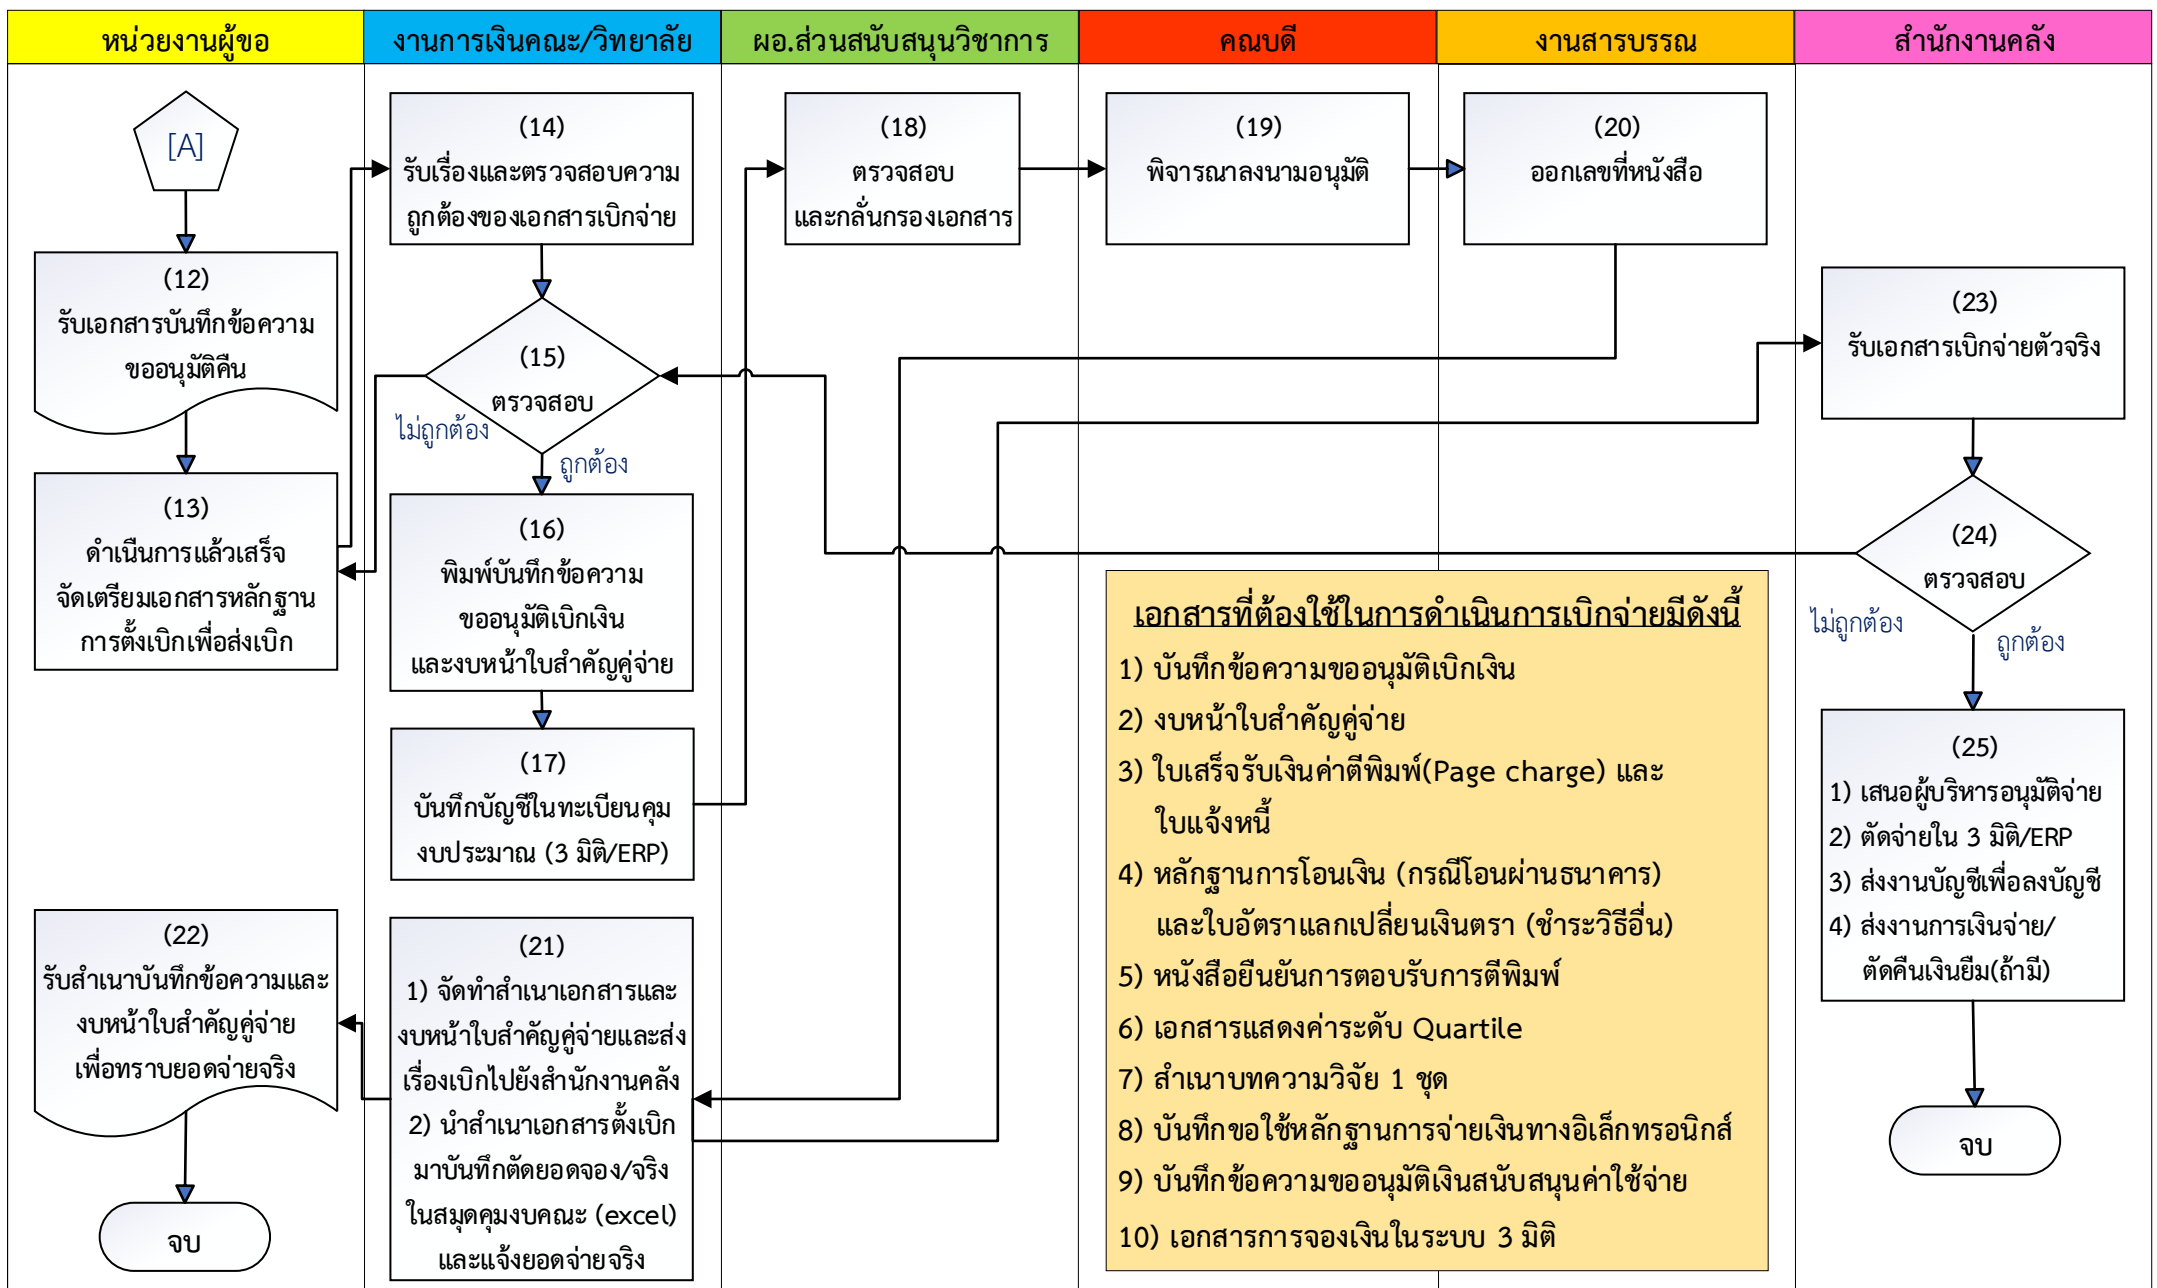 หน่วยงานผู้ขอ
งานการเงินคณะ/วิทยาลัย
ผอ.ส่วนสนับสนุนวิชาการ
คณบดี
งานสารบรรณ
สำนักงานคลัง
[A]
(12)
รับเอกสารบันทึกข้อความ
ขออนุมัติคืน
(13)
ดำเนินการแล้วเสร็จ
จัดเตรียมเอกสารหลักฐาน
การตั้งเบิกเพื่อส่งเบิก
(14)
รับเรื่องและตรวจสอบความ
ถูกต้องของเอกสารเบิกจ่าย
(15)
ตรวจสอบ
ไม่ถูกต้อง
ถูกต้อง
(16)
พิมพ์บันทึกข้อความ
ขออนุมัติเบิกเงิน
และงบหน้าใบสำคัญคู่จ่าย
(17)
บันทึกบัญชีในทะเบียนคุม
งบประมาณ (3 มิติ/ERP)
(18)
ตรวจสอบ
และกลั่นกรองเอกสาร
(19)
พิจารณาลงนามอนุมัติ
(20)
ออกเลขที่หนังสือ
(21)
1) จัดทำสำเนาเอกสารและ
งบหน้าใบสำคัญคู่จ่ายและส่ง
เรื่องเบิกไปยังสำนักงานคลัง
2) นำสำเนาเอกสารตั้งเบิก
มาบันทึกตัดยอดจอง/จริง
ในสมุดคุมงบคณะ (excel)
และแจ้งยอดจ่ายจริง
(22)
รับสำเนาบันทึกข้อความและ
งบหน้าใบสำคัญคู่จ่าย
เพื่อทราบยอดจ่ายจริง
จบ
(23)
รับเอกสารเบิกจ่ายตัวจริง
(24)
ตรวจสอบ
ไม่ถูกต้อง
ถูกต้อง
(25)
1) เสนอผู้บริหารอนุมัติจ่าย
2) ตัดจ่ายใน 3 มิติ/ERP
3) ส่งงานบัญชีเพื่อลงบัญชี
4) ส่งงานการเงินจ่าย/
ตัดคืนเงินยืม(ถ้ามี)
จบ
เอกสารที่ต้องใช้ในการดำเนินการเบิกจ่ายมีดังนี้
1) บันทึกข้อความขออนุมัติเบิกเงิน
2) งบหน้าใบสำคัญคู่จ่าย
3) ใบเสร็จรับเงินค่าตีพิมพ์(Page charge) และ
ใบแจ้งหนี้
4) หลักฐานการโอนเงิน (กรณีโอนผ่านธนาคาร)
และใบอัตราแลกเปลี่ยนเงินตรา (ชำระวิธีอื่น)
5) หนังสือยืนยันการตอบรับการตีพิมพ์
6) เอกสารแสดงค่าระดับ Quartile
7) สำเนาบทความวิจัย 1 ชุด
8) บันทึกขอใช้หลักฐานการจ่ายเงินทางอิเล็กทรอนิกส์
9) บันทึกข้อความขออนุมัติเงินสนับสนุนค่าใช้จ่าย
10) เอกสารการจองเงินในระบบ 3 มิติ